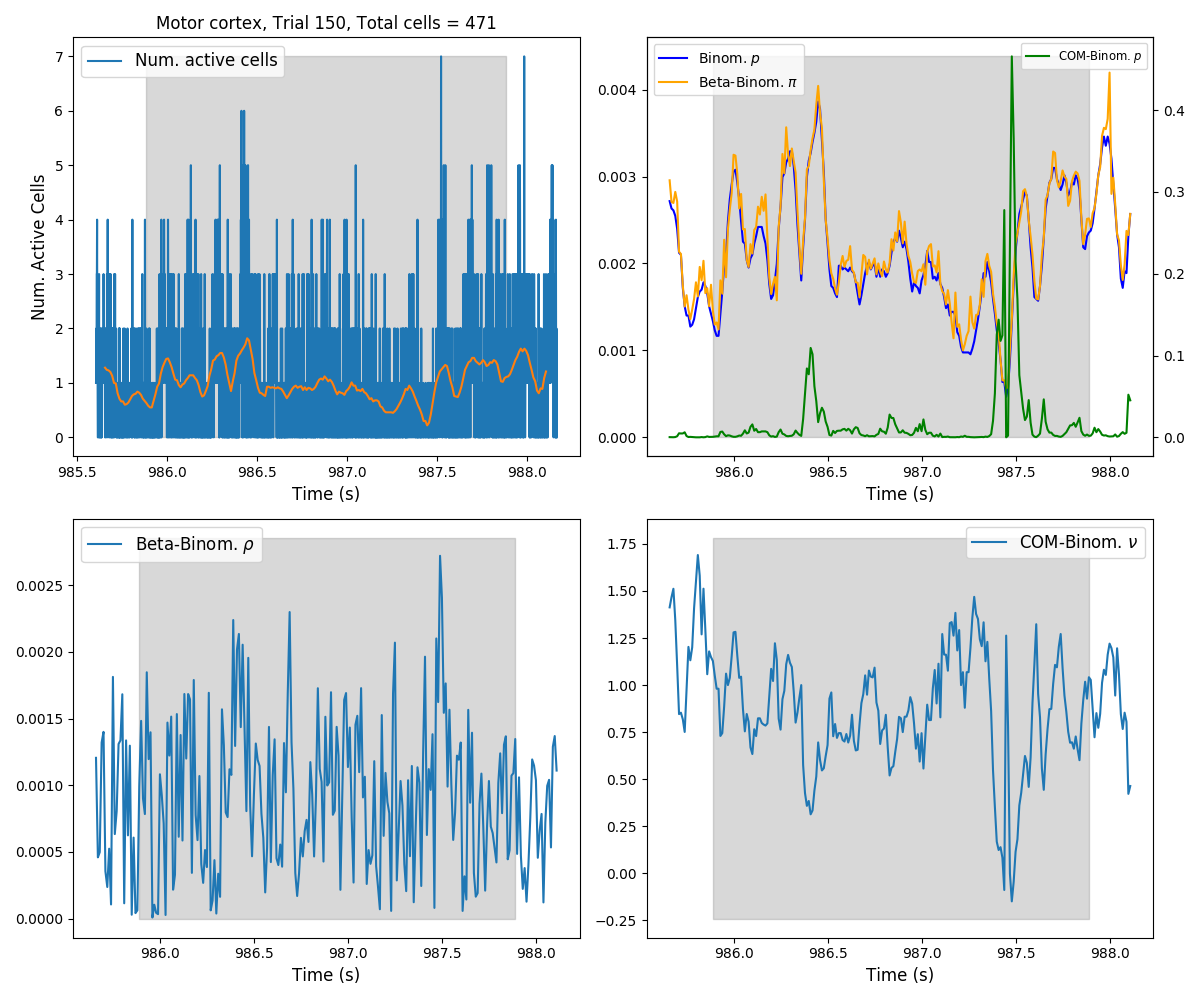 Motor cortex, Trial 150, Total cells = 471
Num. active cells
Num. Active Cells
7
6
5
4
3
2
1
0
985.5 986.0 986.5 987.0 987.5 988.0
Time (s)
Binom. p
Beta-Binom. π
COM-Binom. p
0.004
0.003
0.002
0.001
0.000
0.4
0.3
0.2
0.1
0.0
986.0 986.5 987.0 987.5 988.0
Time (s)
Beta-Binom. ρ
0.0025
0.0020
0.0015
0.0010
0.0005
0.0000
986.0 986.5 987.0 987.5 988.0
Time (s)
COM-Binom. ν
1.75
1.50
1.25
1.00
0.75
0.50
0.25
0.00
−0.25
986.0 986.5 987.0 987.5 988.0
Time (s)